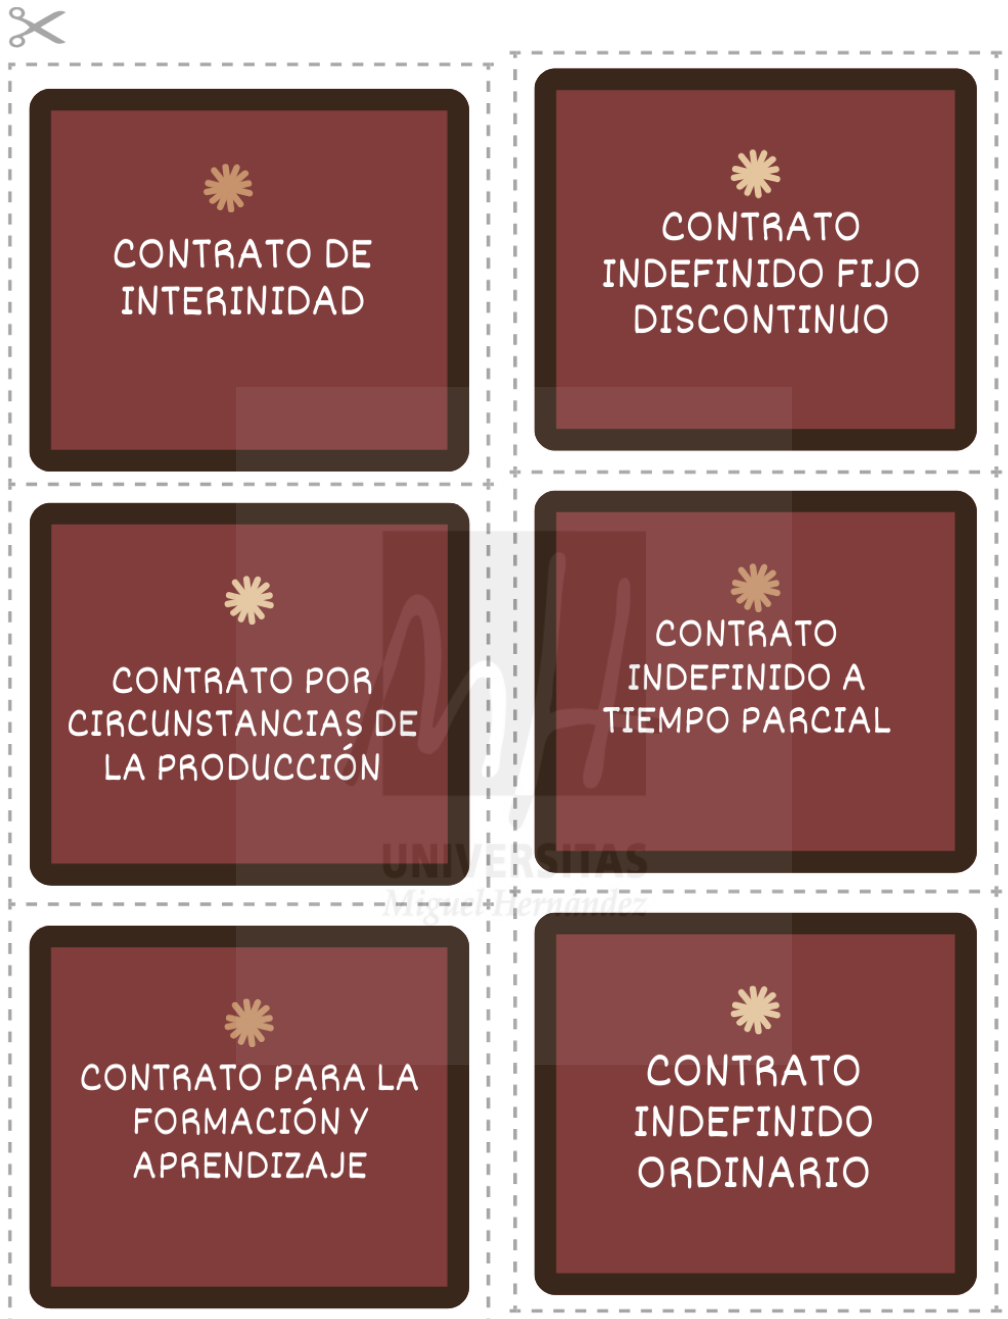 CONTRATO DE
INTERINIDAD
CONTRATO
INDEFINIDO FIJO
DISCONTINUO
CONTRATO POR
CIRCUNSTANCIAS DE
LA PRODUCCIÓN
CONTRATO
INDEFINIDO A
TIEMPO PARCIAL
UNIVERSITAS
Miguel Hernández
CONTRATO PARA LA
FORMACIÓN Y
APRENDIZAJE
CONTRATO
INDEFINIDO
ORDINARIO